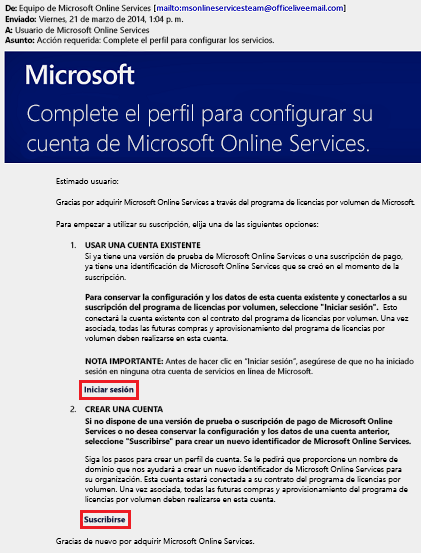 De: Equipo de Microsoft Online Services [mailto:msonlineservicesteam@officeliveemail.com]
Enviado: Viernes, 21 de marzo de 2014, 1:04 p. m.
A: Usuario de Microsoft Online Services
Asunto: Acción requerida: Complete el perfil para configurar los servicios.
Microsoft
Complete el perfil para configurar su
cuenta de Microsoft Online Services.
Estimado usuario:
Gracias por adquirir Microsoft Online Services a través del programa de licencias por volumen de Microsoft.
Para empezar a utilizar su suscripción, elija una de las siguientes opciones:
1. USAR UNA CUENTA EXISTENTE
Si ya tiene una versión de prueba de Microsoft Online Services o una suscripción de pago,
ya tiene una identificación de Microsoft Online Services que se creó en el momento de la
suscripción.
Para conservar la configuración y los datos de esta cuenta existente y conectarlos a su
suscripción del programa de licencias por volumen, seleccione "Iniciar sesión". Esto
conectará la cuenta existente con el contrato del programa de licencias por volumen. Una vez
asociada, todas las futuras compras y aprovisionamiento del programa de licencias por
volumen deben realizarse en esta cuenta.
NOTA IMPORTANTE: Antes de hacer clic en "Iniciar sesión", asegúrese de que no ha iniciado
sesión en ninguna otra cuenta de servicios en línea de Microsoft.
Iniciar sesión
2. CREAR UNA CUENTA
Si no dispone de una versión de prueba o suscripción de pago de Microsoft Online
Services o no desea conservar la configuración y los datos de una cuenta anterior,
seleccione "Suscribirse" para crear un nuevo identificador de Microsoft Online Services.
Siga los pasos para crear un perfil de cuenta. Se le pedirá que proporcione un nombre de
dominio que nos ayudará a crear un nuevo identificador de Microsoft Online Services para
su organización. Esta cuenta estará conectada a su contrato del programa de licencias por
volumen. Una vez asociada, todas las futuras compras y aprovisionamiento del programa de
licencias por volumen deben realizarse en esta cuenta.
Suscribirse
Gracias de nuevo por adquirir Microsoft Online Services.